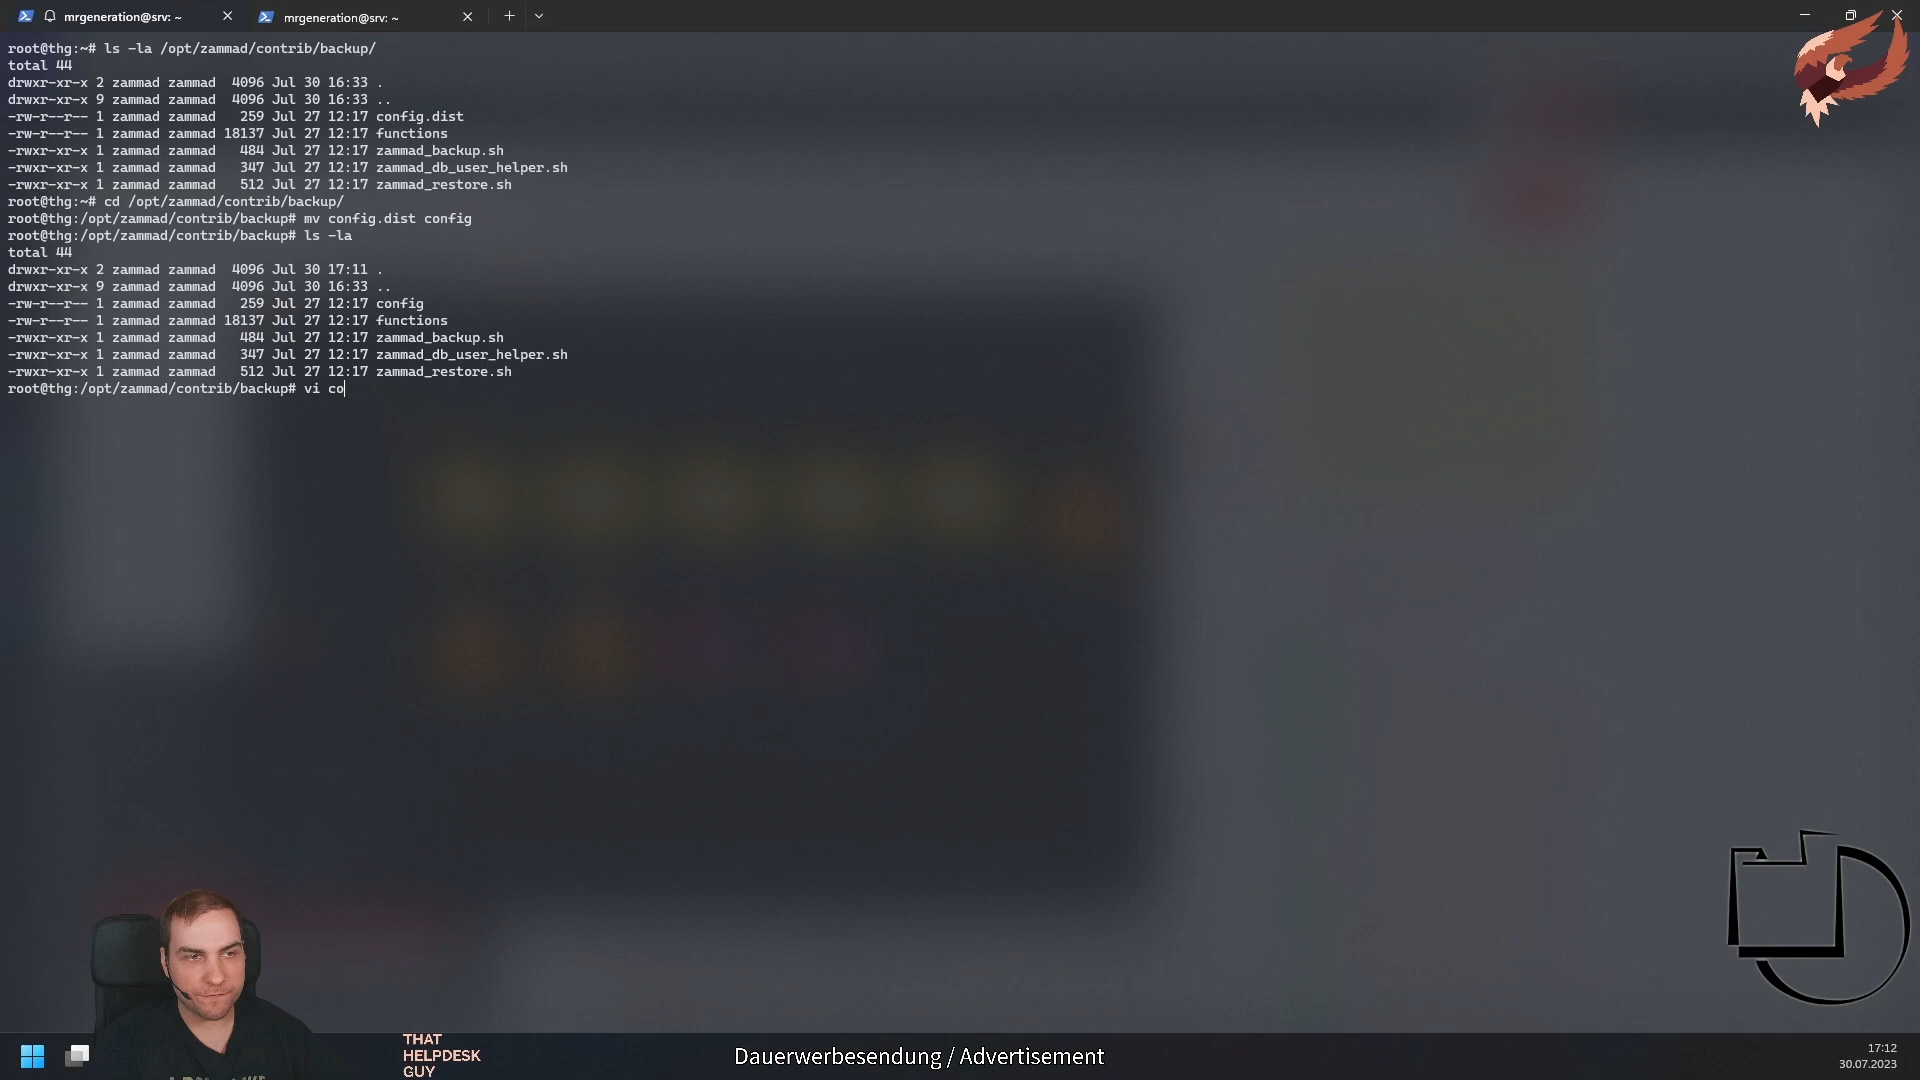 mrgeneration@srv: ~
mrgeneration@srv: ~
root@thg:~# ls -la /opt/zammad/contrib/backup/
total 44
drwxr-xr-x 2 zammad zammad  4096 Jul 30 16:33 .
drwxr-xr-x 9 zammad zammad  4096 Jul 30 16:33 ..
-rw-r--r-- 1 zammad zammad   259 Jul 27 12:17 config.dist
-rw-r--r-- 1 zammad zammad 18137 Jul 27 12:17 functions
-rwxr-xr-x 1 zammad zammad   484 Jul 27 12:17 zammad_backup.sh
-rwxr-xr-x 1 zammad zammad   347 Jul 27 12:17 zammad_db_user_helper.sh
-rwxr-xr-x 1 zammad zammad   512 Jul 27 12:17 zammad_restore.sh
root@thg:~# cd /opt/zammad/contrib/backup/
root@thg:/opt/zammad/contrib/backup# mv config.dist config
root@thg:/opt/zammad/contrib/backup# ls -la
total 44
drwxr-xr-x 2 zammad zammad  4096 Jul 30 17:11 .
drwxr-xr-x 9 zammad zammad  4096 Jul 30 16:33 ..
-rw-r--r-- 1 zammad zammad   259 Jul 27 12:17 config
-rw-r--r-- 1 zammad zammad 18137 Jul 27 12:17 functions
-rwxr-xr-x 1 zammad zammad   484 Jul 27 12:17 zammad_backup.sh
-rwxr-xr-x 1 zammad zammad   347 Jul 27 12:17 zammad_db_user_helper.sh
-rwxr-xr-x 1 zammad zammad   512 Jul 27 12:17 zammad_restore.sh
root@thg:/opt/zammad/contrib/backup# vi co
THAT
HELPDESK
GUY
Dauerwerbesendung / Advertisement
17:12
30.07.2023